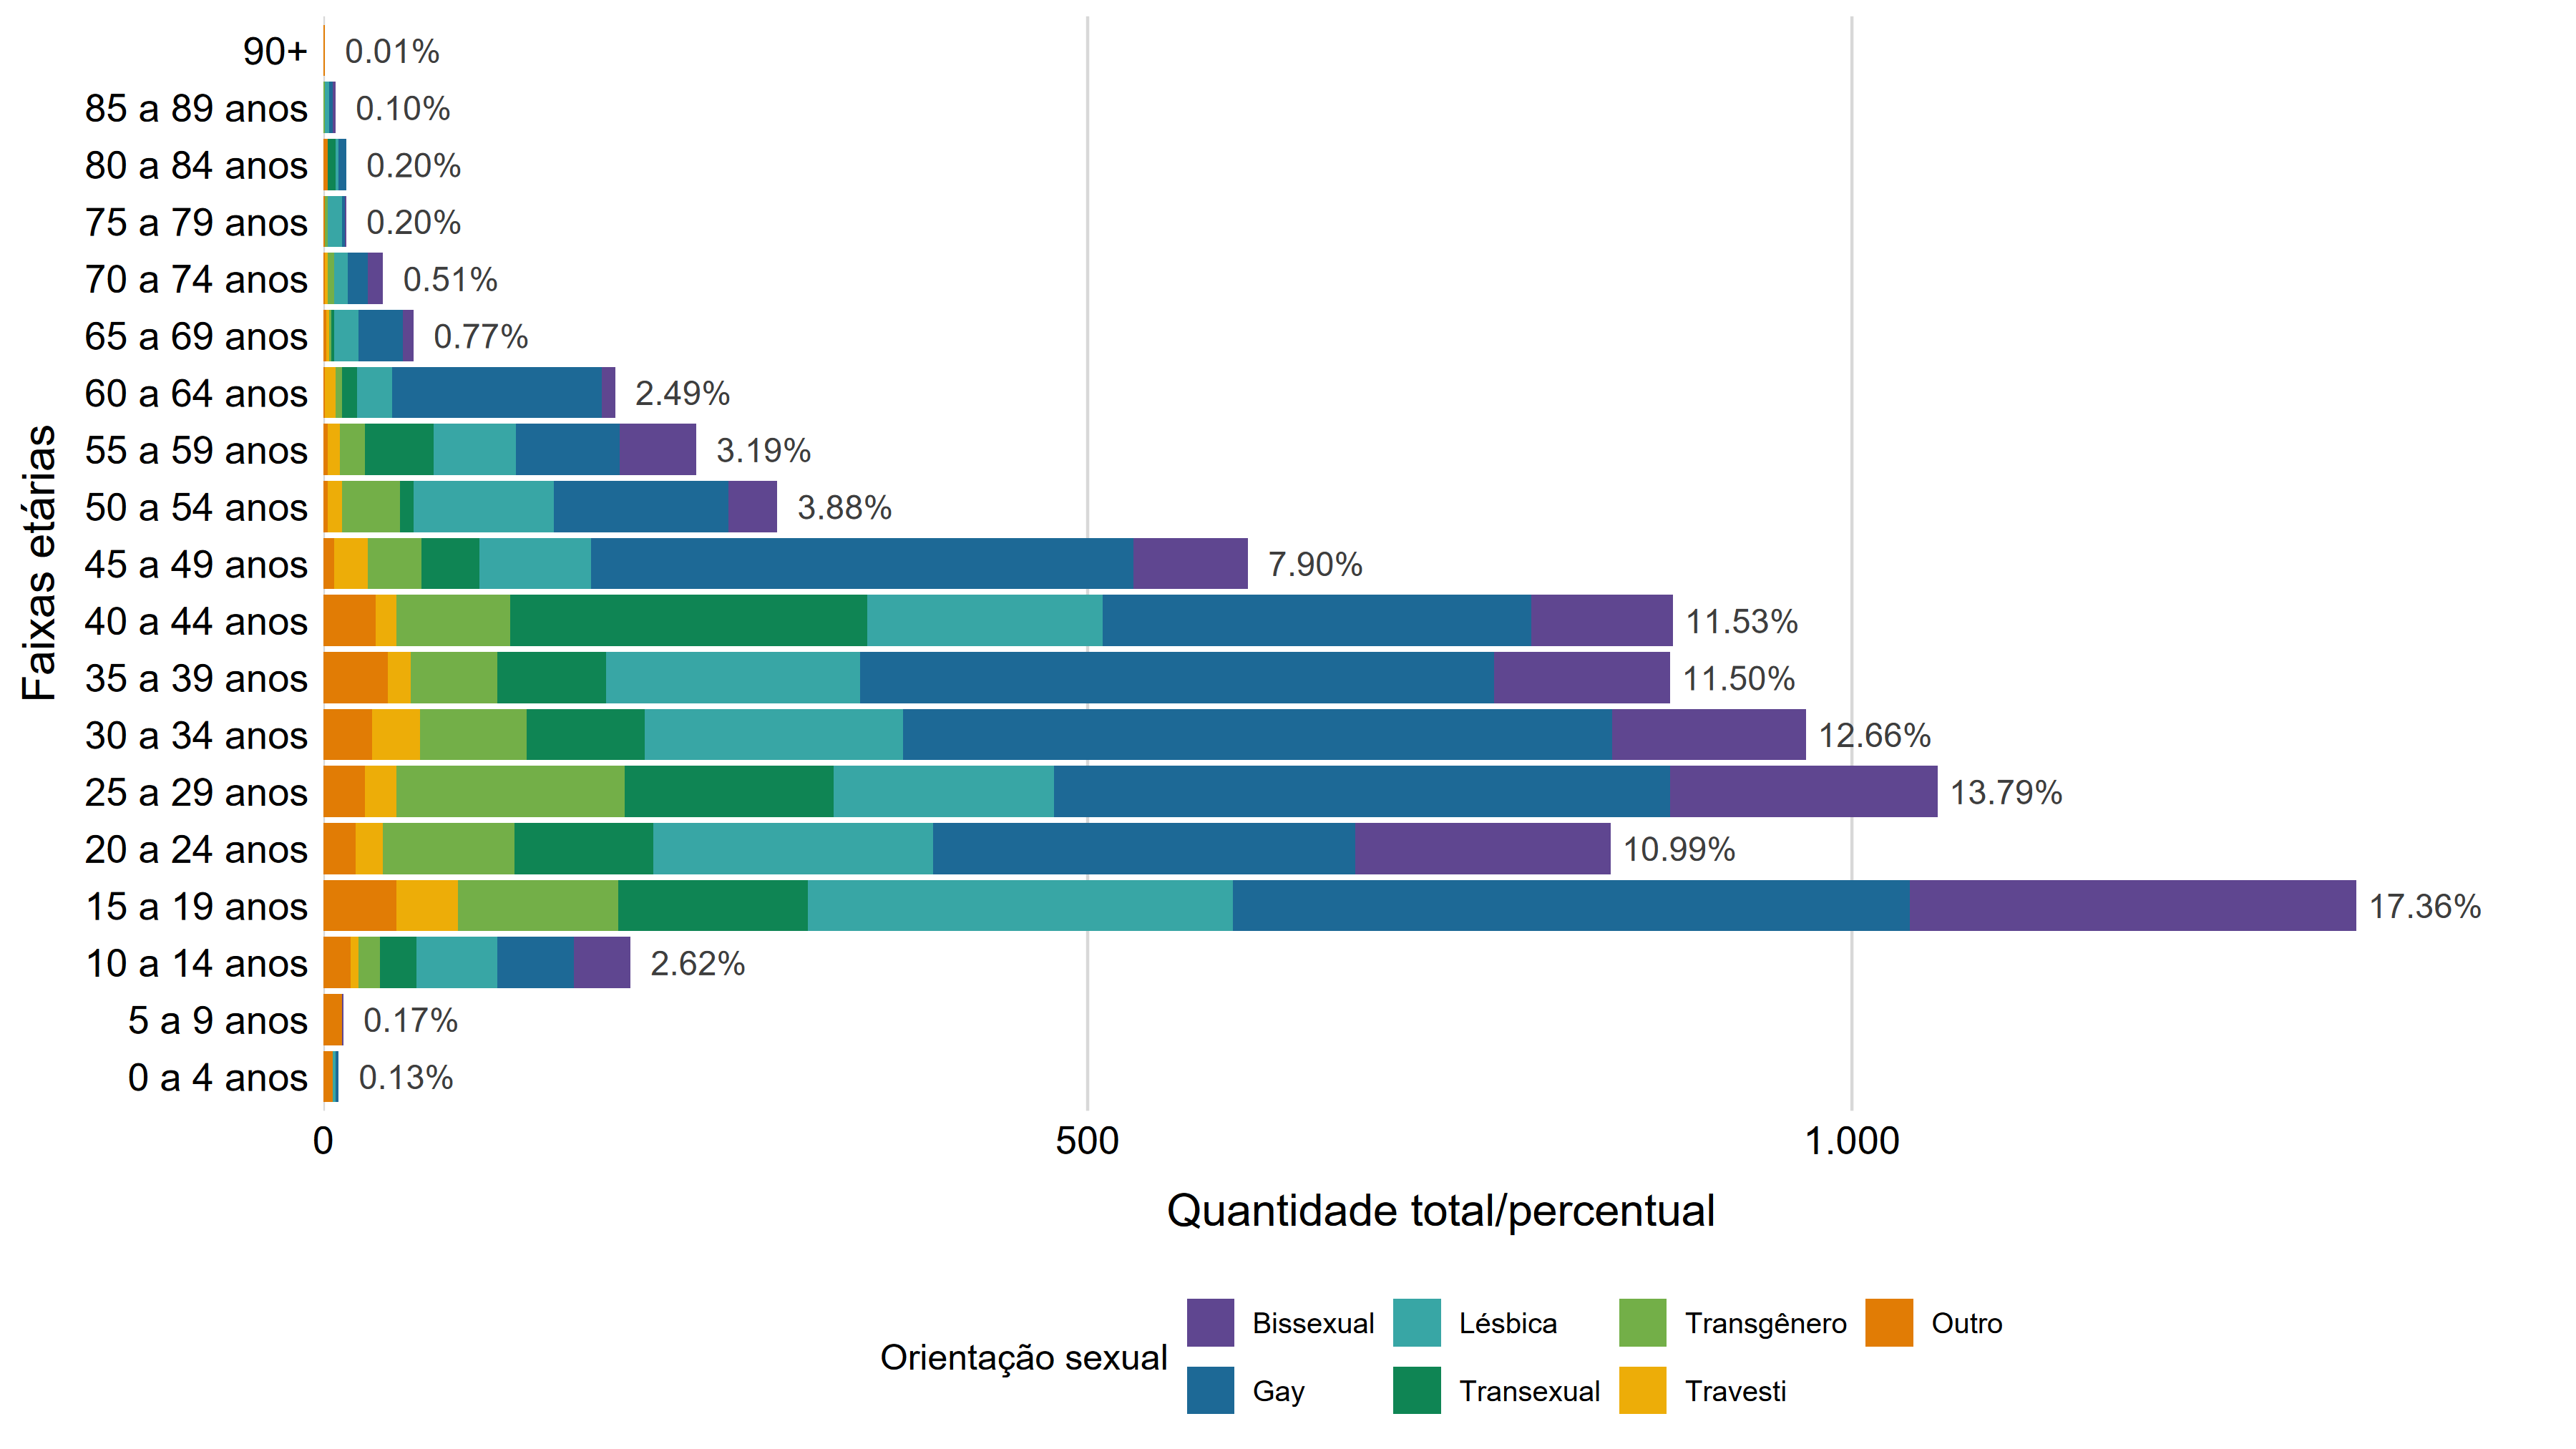 90+ 0.01%
85 a 89 anos 0.10%
80 a 84 anos 0.20%
75 a 79 anos 0.20%
70 a 74 anos 0.51%
65 a 69 anos 0.77%
60 a 64 anos 2.49%
55 a 59 anos 3.19%
50 a 54 anos 3.88%
45 a 49 anos 7.90%
40 a 44 anos 11.53%
35 a 39 anos 11.50%
30 a 34 anos 12.66%
25 a 29 anos 13.79%
20 a 24 anos 10.99%
15 a 19 anos 17.36%
10 a 14 anos 2.62%
5 a 9 anos 0.17%
0 a 4 anos 0.13%
Faixas etárias
0 500 1.000
Quantidade total/percentual
Orientação sexual
Bissexual Lésbica Transgênero Outro
Gay Transexual Travesti